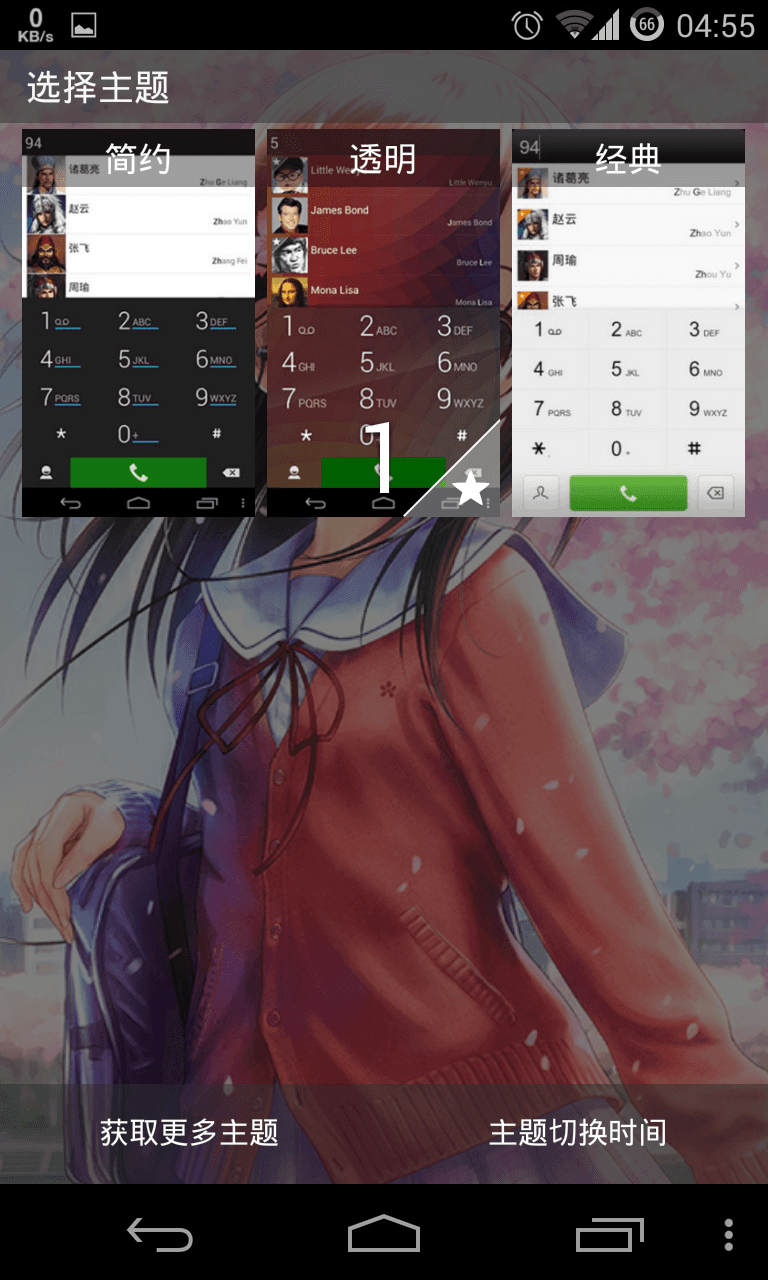 0
KB/s
66
04:55
选择主题
94
简约
诸葛亮
Zhu Ge Liang
赵云
Zhao Yun
张飞
Zhang Fei
周瑜
1
2 ABC
3 DEF
4 GHI
5 JKL
6 MNO
7 PQRS
8 TUV
9 WXYZ
*
0 +
#
5
透明
Little Wenyu
Little Wenyu
James Bond
James Bond
Bruce Lee
Bruce Lee
Mona Lisa
Mona Lisa
1
2 ABC
3 DEF
4 GHI
5 JKL
6 MNO
7 PQRS
8 TUV
9 WXYZ
*
0
#
1
94
经典
诸葛亮
Zhu Ge Liang
赵云
Zhao Yun
周瑜
Zhou Yu
张飞
1
2 ABC
3 DEF
4 GHI
5 JKL
6 MNO
7 PQRS
8 TUV
9 WXYZ
*
0
#
获取更多主题
主题切换时间